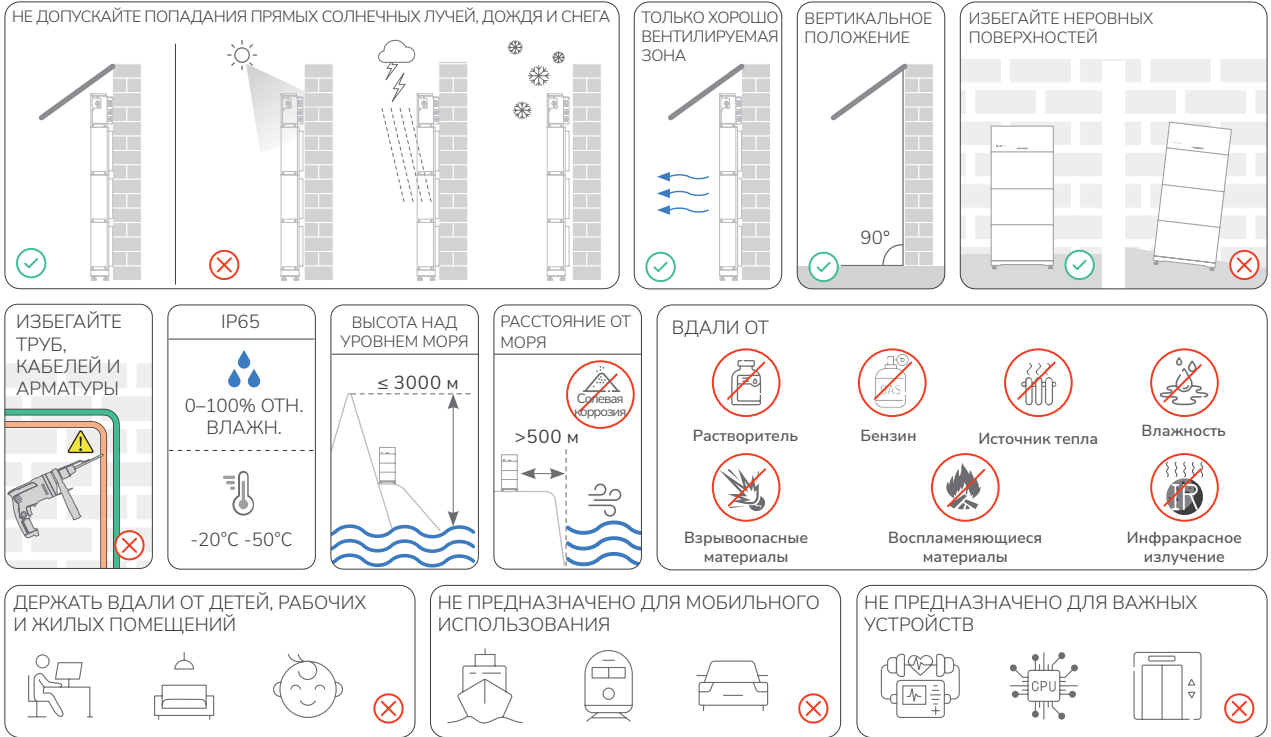 НЕ ДОПУСКАЙТЕ ПОПАДАНИЯ ПРЯМЫХ СОЛНЕЧНЫХ ЛУЧЕЙ, ДОЖДЯ И СНЕГА
ТОЛЬКО ХОРОШО
ВЕНТИЛИРУЕМАЯ
ЗОНА
ВЕРТИКАЛЬНОЕ
ПОЛОЖЕНИЕ
90°
ИЗБЕГАЙТЕ НЕРОВНЫХ
ПОВЕРХНОСТЕЙ
ИЗБЕГАЙТЕ
ТРУБ,
КАБЕЛЕЙ И
АРМАТУРЫ
IP65
0–100% ОТН.
ВЛАЖН.
-20°C -50°C
ВЫСОТА НАД
УРОВНЕМ МОРЯ
≤ 3000 м
РАССТОЯНИЕ ОТ
МОРЯ
Солевая
коррозия
>500 м
ВДАЛИ ОТ
Растворитель
GAS
Бензин
Источник тепла
Влажность
Взрывоопасные
материалы
Воспламеняющиеся
материалы
IR
Инфракрасное
излучение
ДЕРЖАТЬ ВДАЛИ ОТ ДЕТЕЙ, РАБОЧИХ
И ЖИЛЫХ ПОМЕЩЕНИЙ
НЕ ПРЕДНАЗНАЧЕНО ДЛЯ МОБИЛЬНОГО
ИСПОЛЬЗОВАНИЯ
НЕ ПРЕДНАЗНАЧЕНО ДЛЯ ВАЖНЫХ
УСТРОЙСТВ
CPU